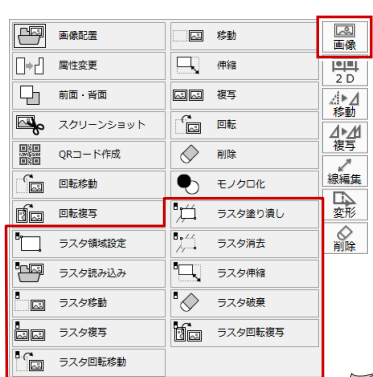 画像配置
移動
属性変更
伸縮
前面・背面
複写
スクリーンショット
回転
QRコード作成
削除
回転移動
モノクロ化
回転複写
ラスタ塗り潰し
ラスタ領域設定
ラスタ消去
ラスタ読み込み
ラスタ伸縮
ラスタ移動
ラスタ破棄
ラスタ複写
ラスタ回転複写
ラスタ回転移動
画像
2 D
移動
複写
線編集
変形
削除